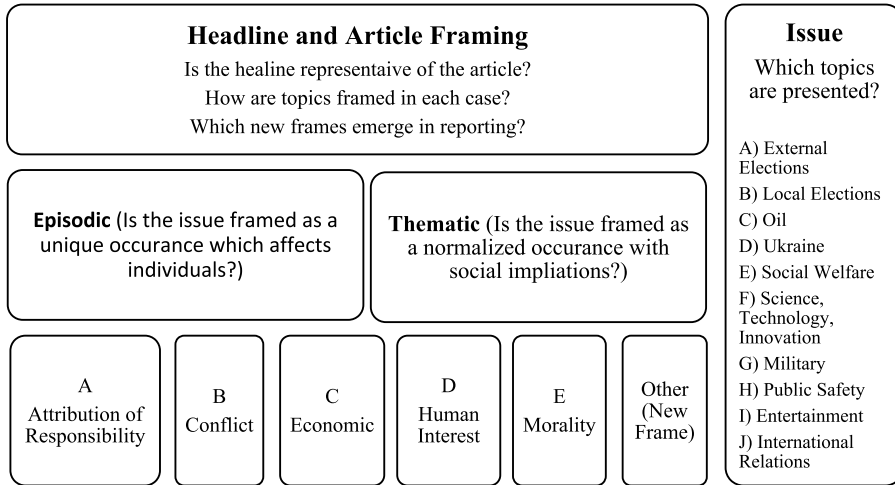 Headline and Article Framing
Is the healine representaive of the article?
How are topics framed in each case?
Which new frames emerge in reporting?
Episodic (Is the issue framed as a
unique occurance which affects
individuals?)
Thematic (Is the issue framed as
a normalized occurance with
social impliations?)
A
Attribution of
Responsibility
B
Conflict
C
Economic
D
Human
Interest
E
Morality
Other
(New
Frame)
Issue
Which topics
are presented?
A) External
Elections
B) Local Elections
C) Oil
D) Ukraine
E) Social Welfare
F) Science,
Technology,
Innovation
G) Military
H) Public Safety
I) Entertainment
J) International
Relations